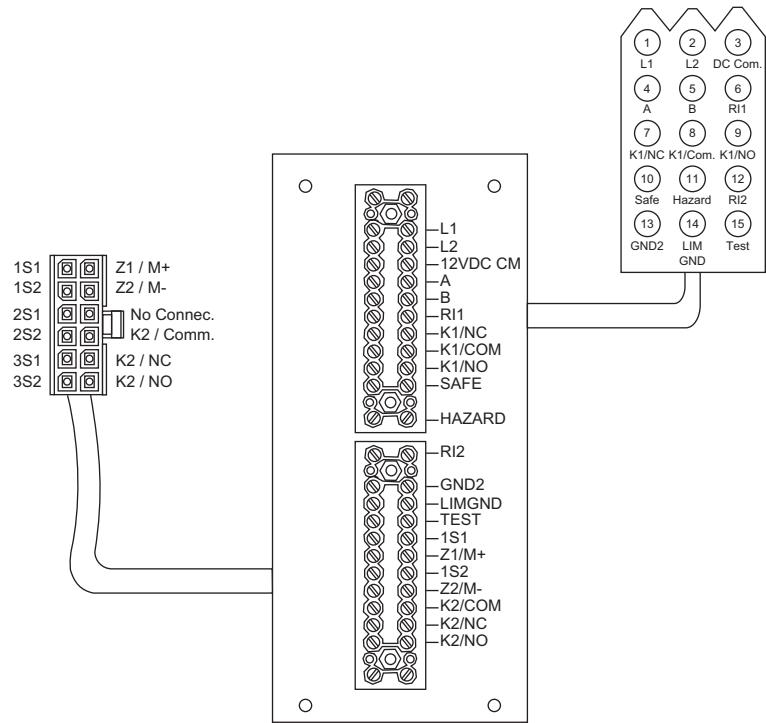 1 2 3
L1 L2 DC Com.
4 5 6
A B RI1
7 8 9
K1/NC K1/Com. K1/NO
10 11 12
Safe Hazard RI2
13 14 15
GND2 LIM Test
GND
L1
L2
12VDC CM
A
B
RI1
K1/NC
K1/COM
K1/NO
SAFE
HAZARD
RI2
GND2
LIMGND
TEST
1S1
Z1/M+
1S2
Z2/M-
K2/COM
K2/NC
K2/NO
1S1 Z1 / M+
1S2 Z2 / M-
2S1 No Connec.
2S2 K2 / Comm.
3S1 K2 / NC
3S2 K2 / NO